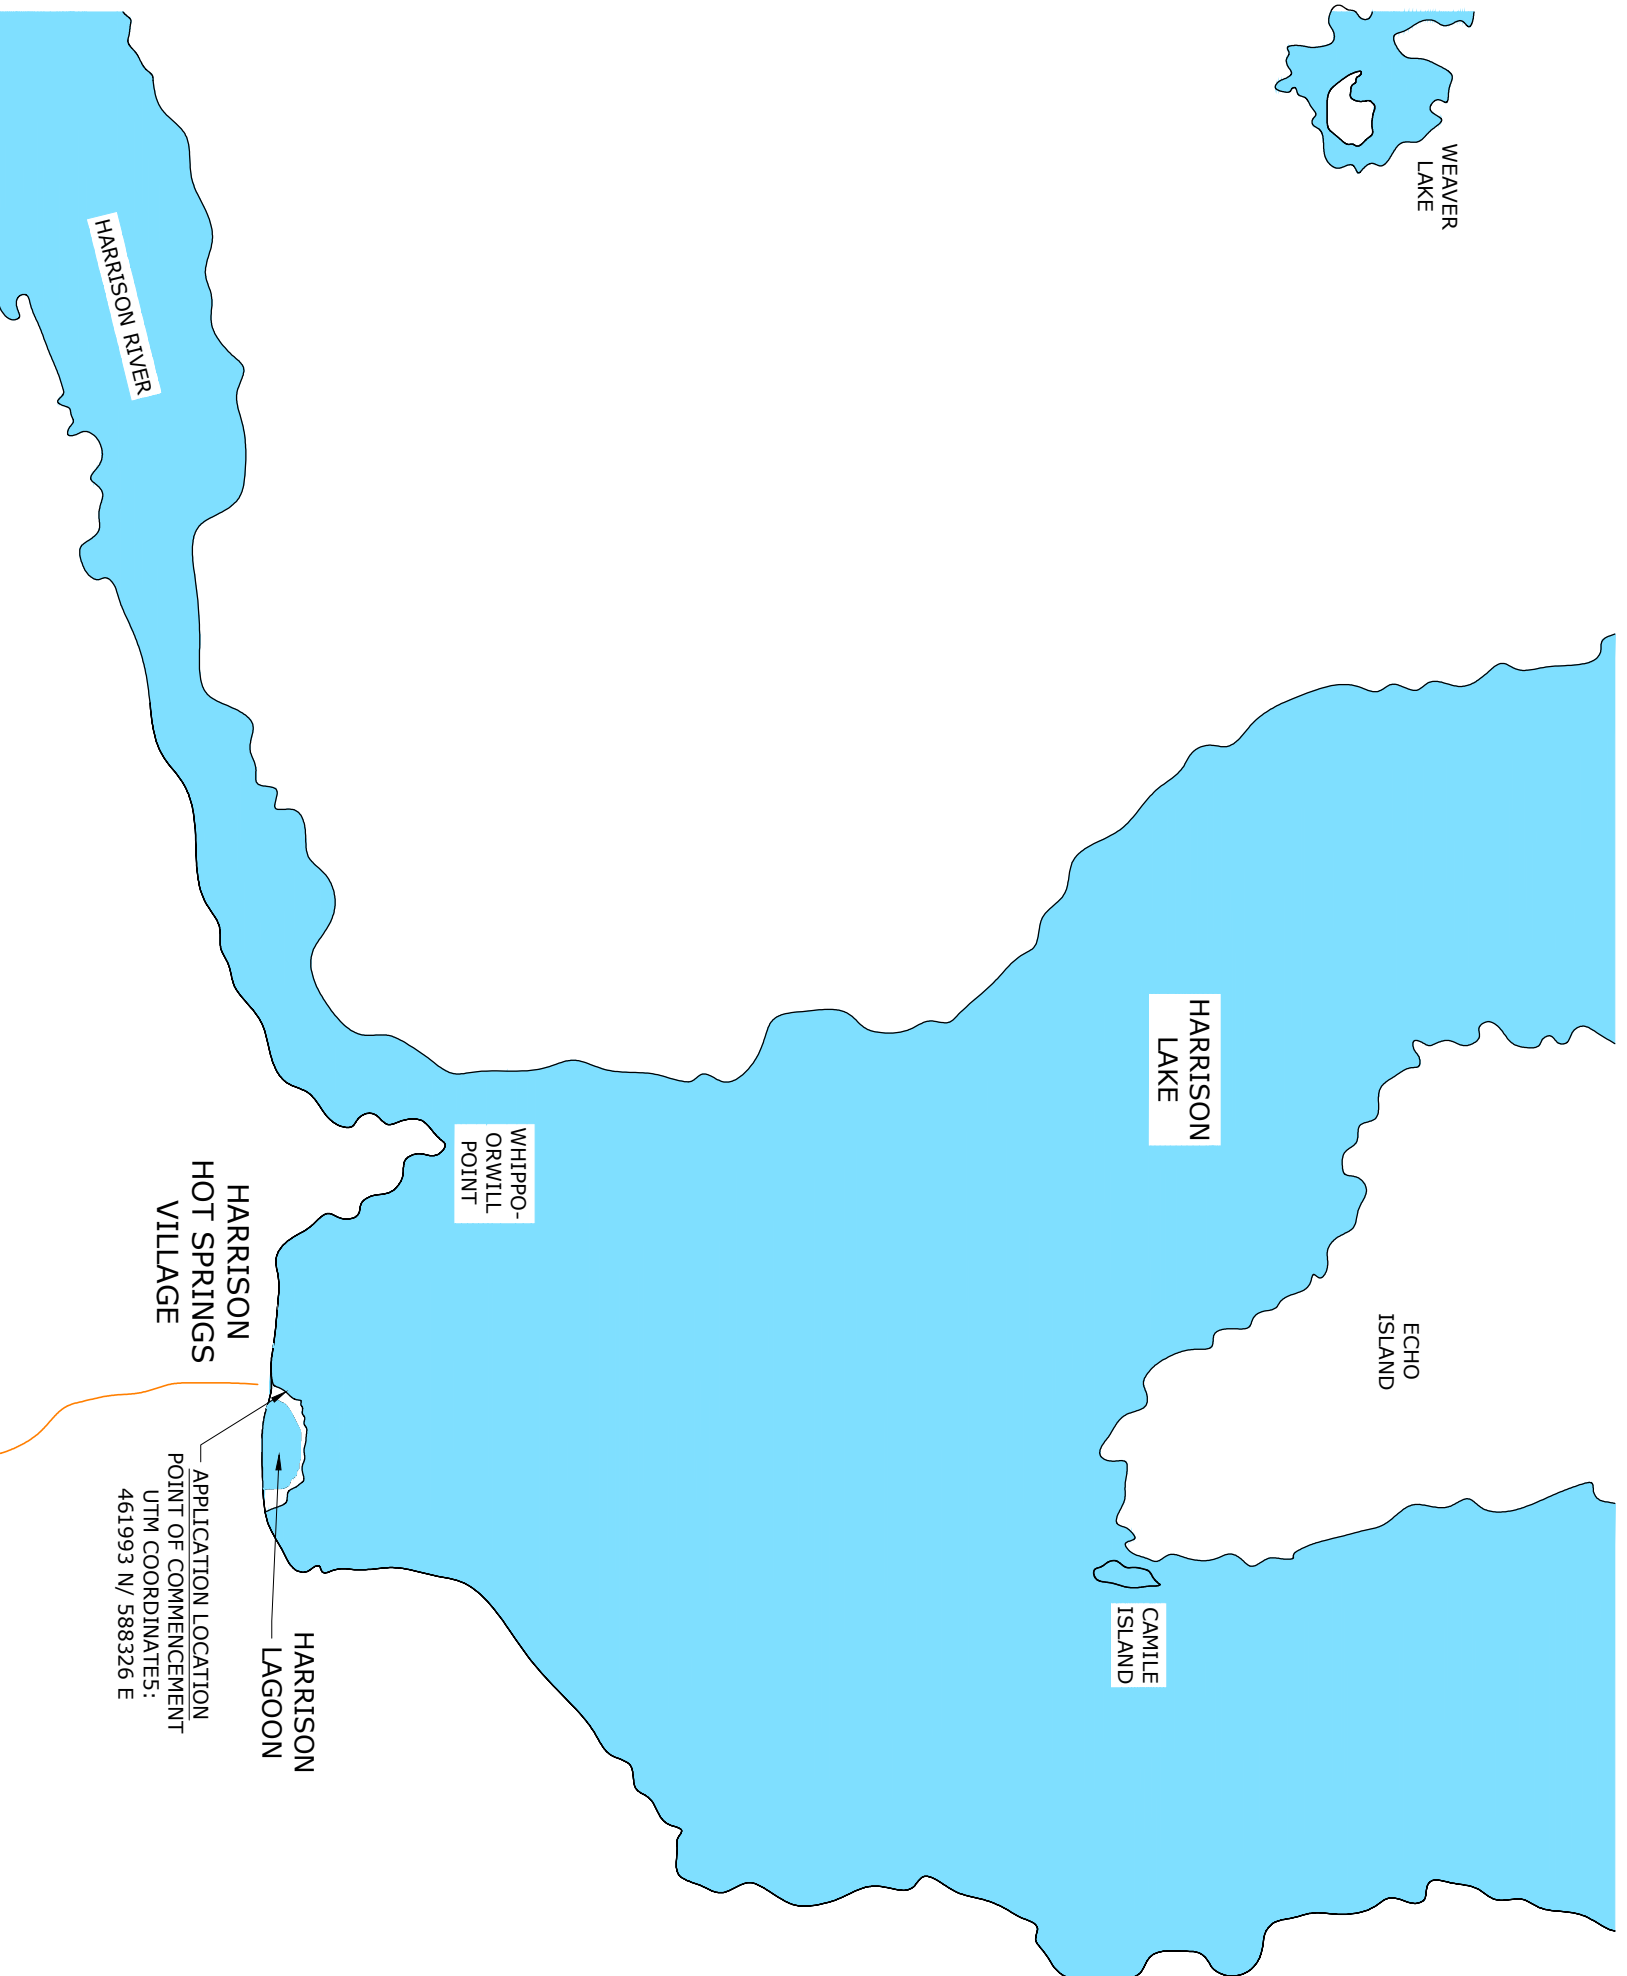 WEAVER
LAKE
HARRISON RIVER
HARRISON
LAKE
WHIPPO-
ORWILL
POINT
ECHO
ISLAND
CAMILE
ISLAND
HARRISON
HOT SPRINGS
VILLAGE
HARRISON
LAGOON
APPLICATION LOCATION
POINT OF COMMENCEMENT
UTM COORDINATES:
461993 N/ 588326 E